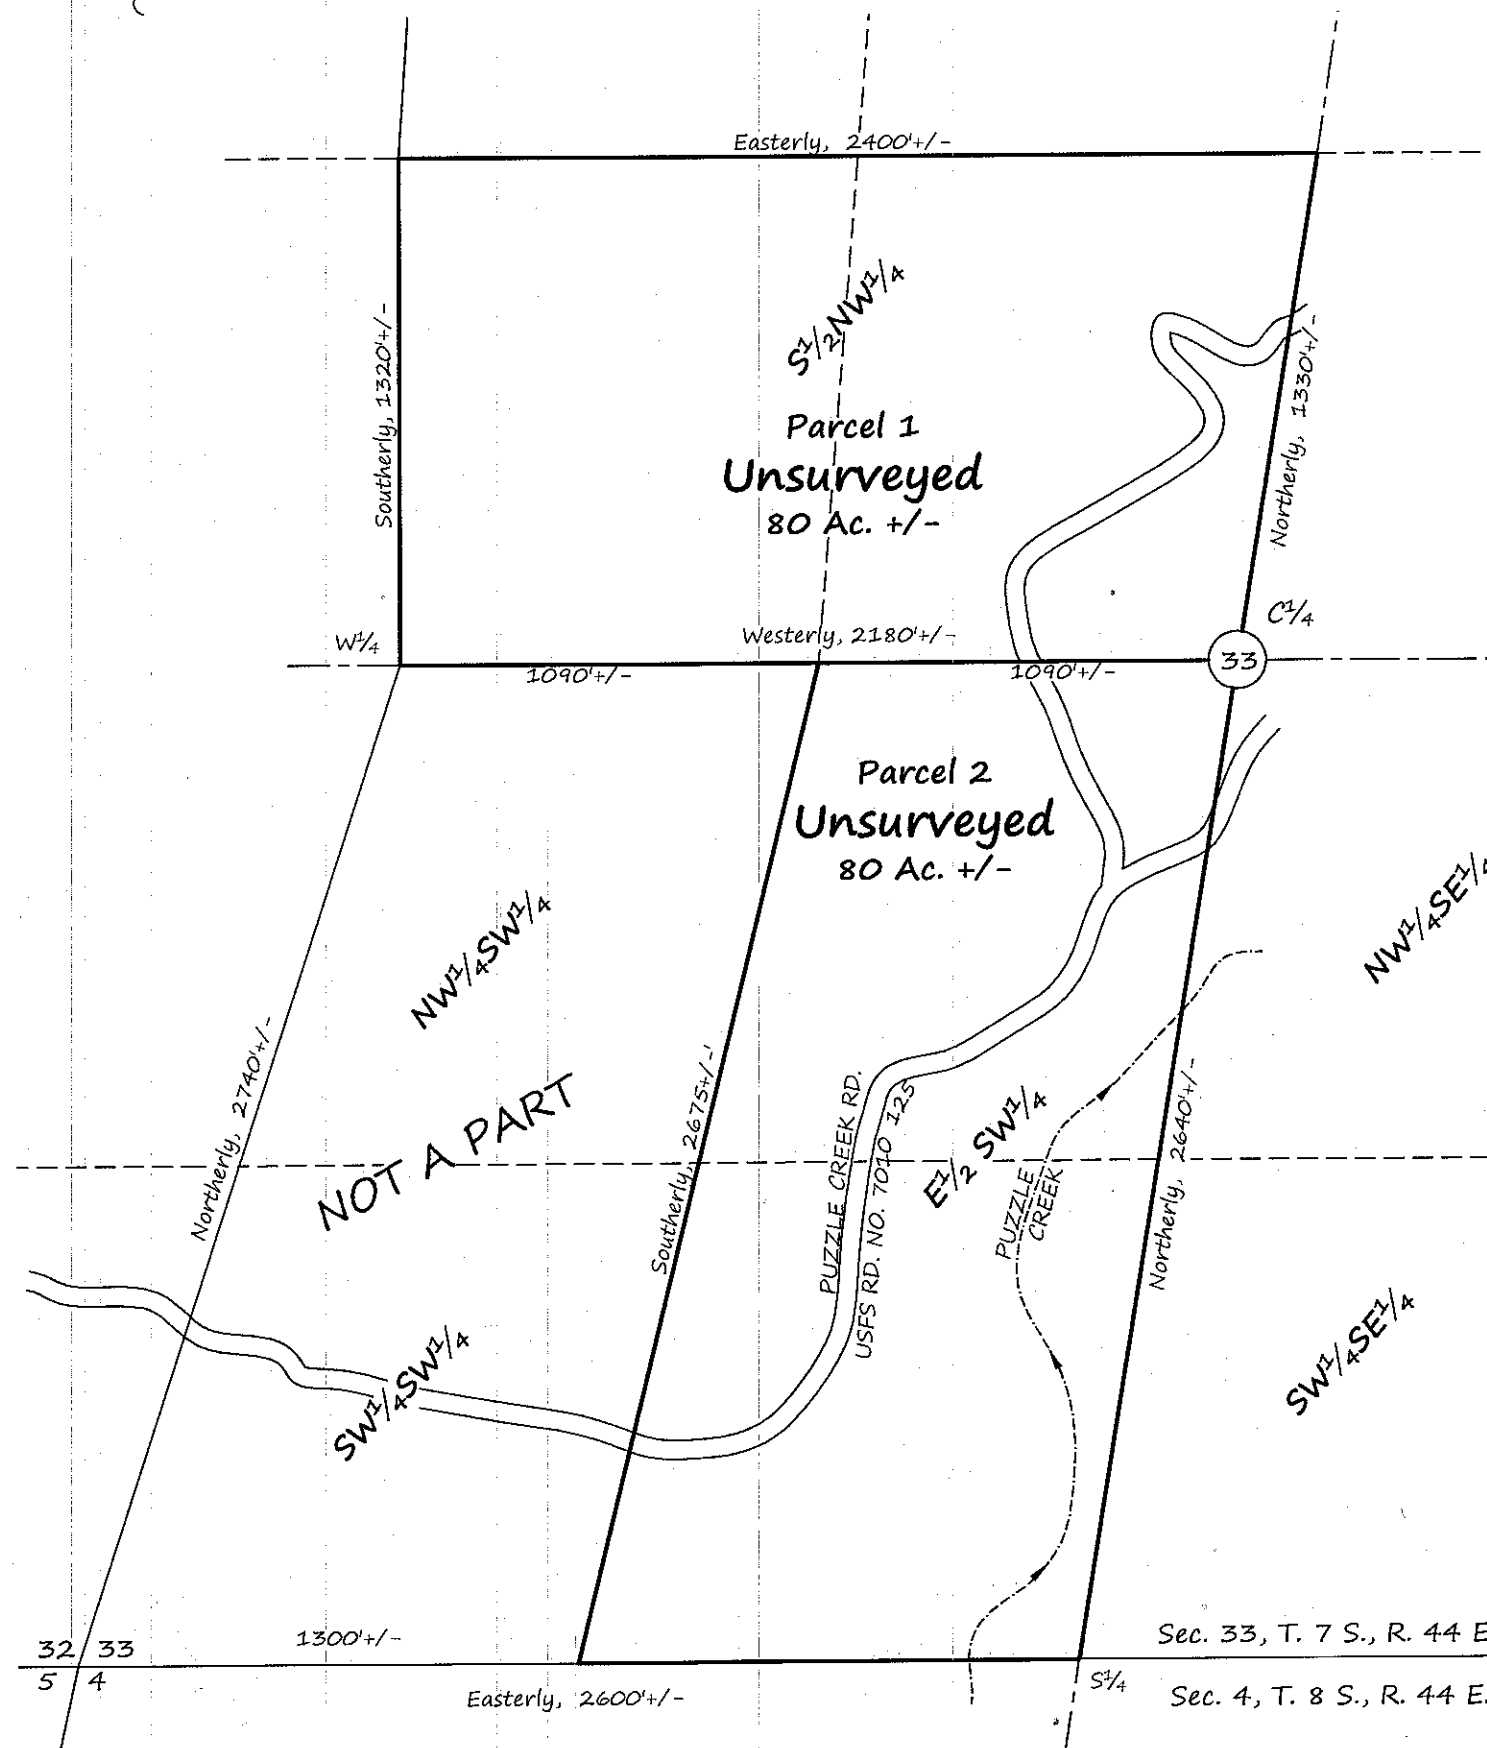 Easterly, 2400'+/-
S1/2NW1/4
Southerly, 1320'+/-
Northerly, 1330'+/-
Parcel 1
Unsurveyed
80 Ac. +/-
C1/4
W1/4
Westerly, 2180'+/-
33
1090'+/-
1090'+/-
Parcel 2
Unsurveyed
80 Ac. +/-
NW1/4SW1/4
NW1/4SE1/4
Northerly, 2740'+/-
NOT A PART
Southerly, 2675+/-'
PUZZLE CREEK RD.
USFS RD. NO. 7010 125
E1/2 SW1/4
PUZZLE
CREEK
Northerly, 2640'+/-
SW1/4SW1/4
SW1/4SE1/4
32 33
5 4
1300'+/-
Easterly, 2600'+/-
S1/4
Sec. 33, T. 7 S., R. 44 E
Sec. 4, T. 8 S., R. 44 E.